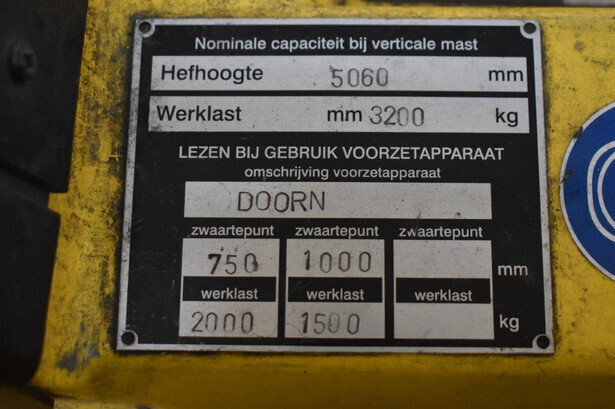 Nominale capaciteit bij verticale mast
Hefhoogte 5060 mm
Werklast mm 3200 kg
LEZEN BIJ GEBRUIK VOORZETAPPARAAT
omschrijving voorzetapparaat
DOORN
zwaartepunt zwaartepunt zwaartepunt
750 1000 mm
werklast werklast werklast
2000 1500 kg